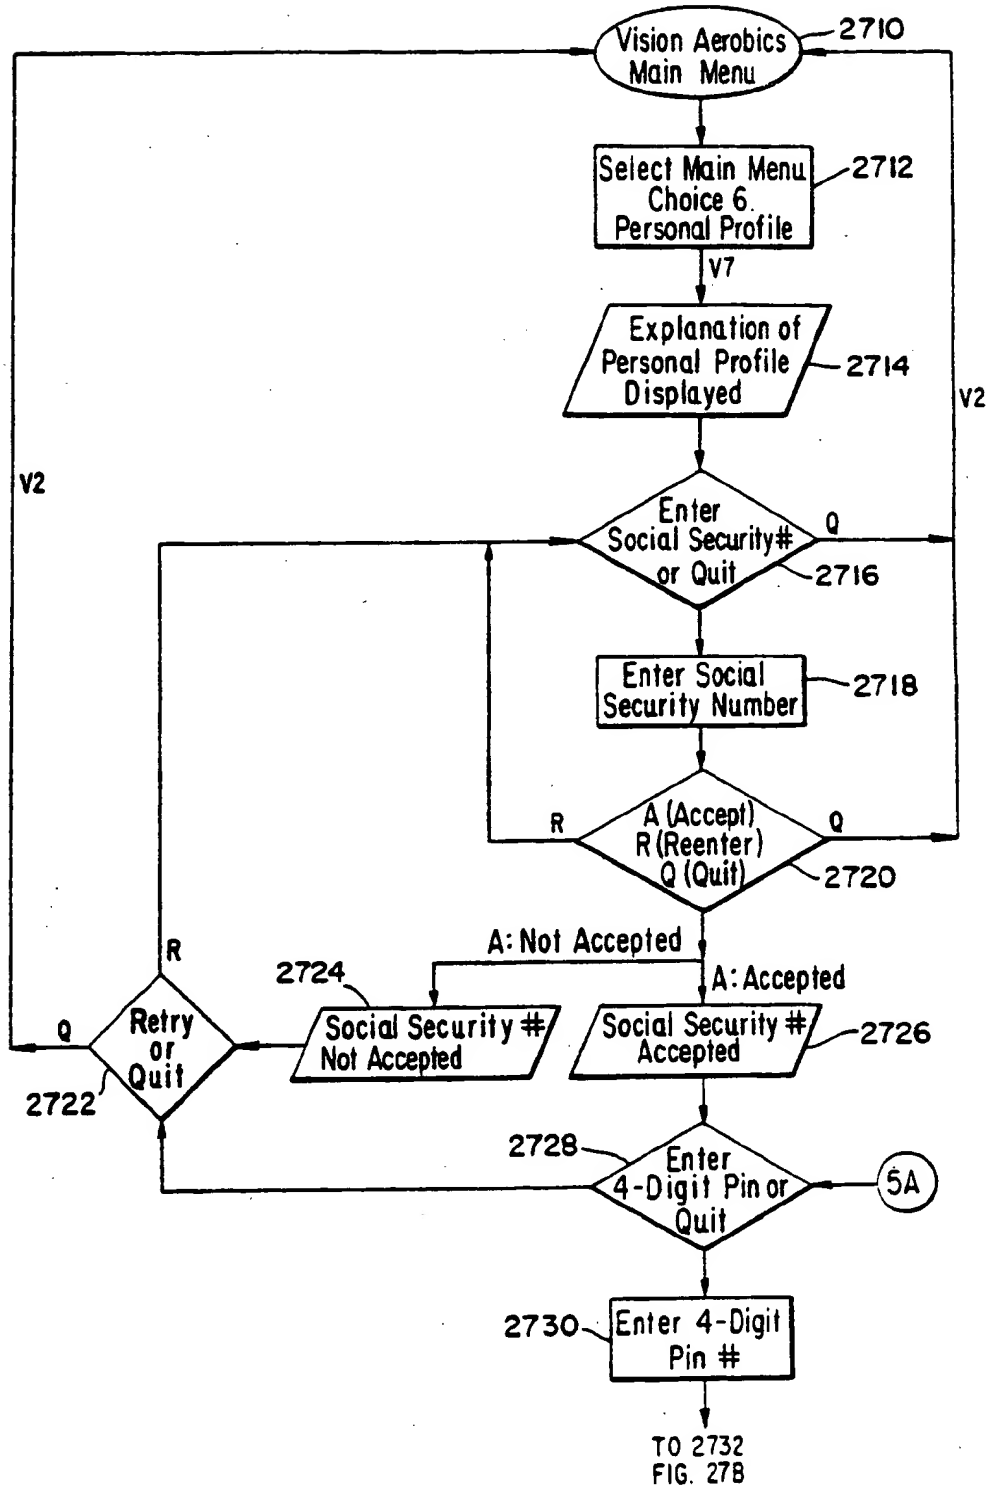 Vision Aerobics
Main Menu
2710
Select Main Menu
Choice 6.
Personal Profile
2712
V7
Explanation of
Personal Profile
Displayed
2714
V2
V2
Enter
Social Security #
or Quit
Q
2716
Enter Social
Security Number
2718
R
A (Accept)
R (Reenter)
Q (Quit)
Q
2720
A: Not Accepted
A: Accepted
R
2724
Retry
or
Quit
Q
2722
Social Security #
Not Accepted
Social Security #
Accepted
2726
2728
Enter
4-Digit Pin or
Quit
5A
2730
Enter 4-Digit
Pin #
TO 2732
FIG. 27B